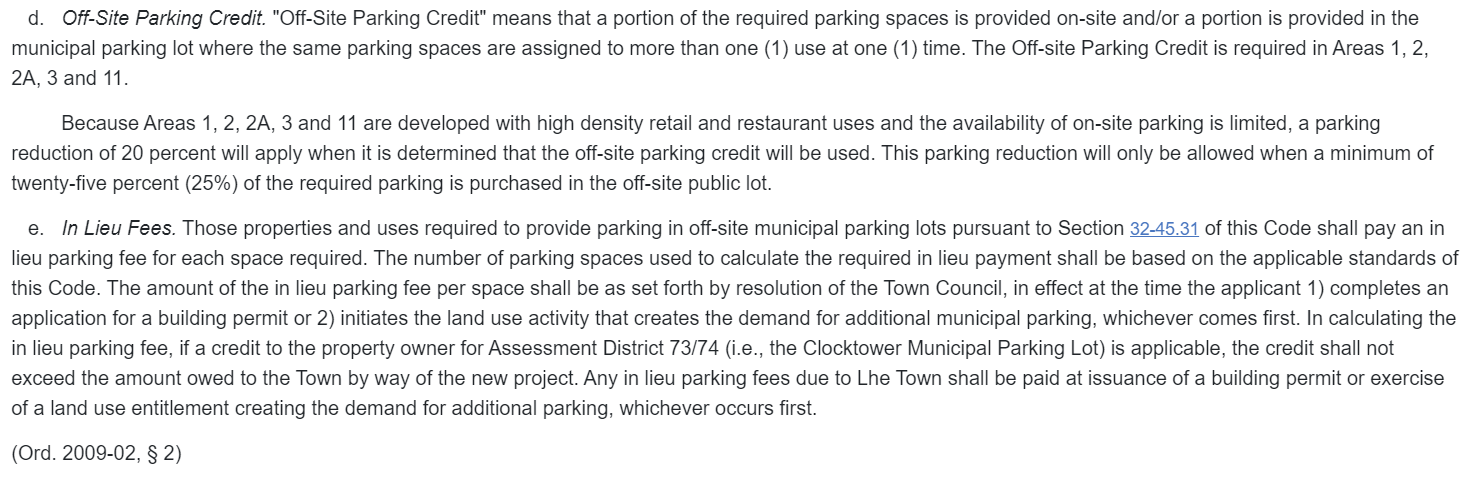 d. Off-Site Parking Credit. "Off-Site Parking Credit" means that a portion of the required parking spaces is provided on-site and/or a portion is provided in the
municipal parking lot where the same parking spaces are assigned to more than one (1) use at one (1) time. The Off-site Parking Credit is required in Areas 1, 2,
2A, 3 and 11.
Because Areas 1, 2, 2A, 3 and 11 are developed with high density retail and restaurant uses and the availability of on-site parking is limited, a parking
reduction of 20 percent will apply when it is determined that the off-site parking credit will be used. This parking reduction will only be allowed when a minimum of
twenty-five percent (25%) of the required parking is purchased in the off-site public lot.
e. In Lieu Fees. Those properties and uses required to provide parking in off-site municipal parking lots pursuant to Section 32-45.31 of this Code shall pay an in
lieu parking fee for each space required. The number of parking spaces used to calculate the required in lieu payment shall be based on the applicable standards of
this Code. The amount of the in lieu parking fee per space shall be as set forth by resolution of the Town Council, in effect at the time the applicant 1) completes an
application for a building permit or 2) initiates the land use activity that creates the demand for additional municipal parking, whichever comes first. In calculating the
in lieu parking fee, if a credit to the property owner for Assessment District 73/74 (i.e., the Clocktower Municipal Parking Lot) is applicable, the credit shall not
exceed the amount owed to the Town by way of the new project. Any in lieu parking fees due to Lhe Town shall be paid at issuance of a building permit or exercise
of a land use entitlement creating the demand for additional parking, whichever occurs first.
(Ord. 2009-02, § 2)